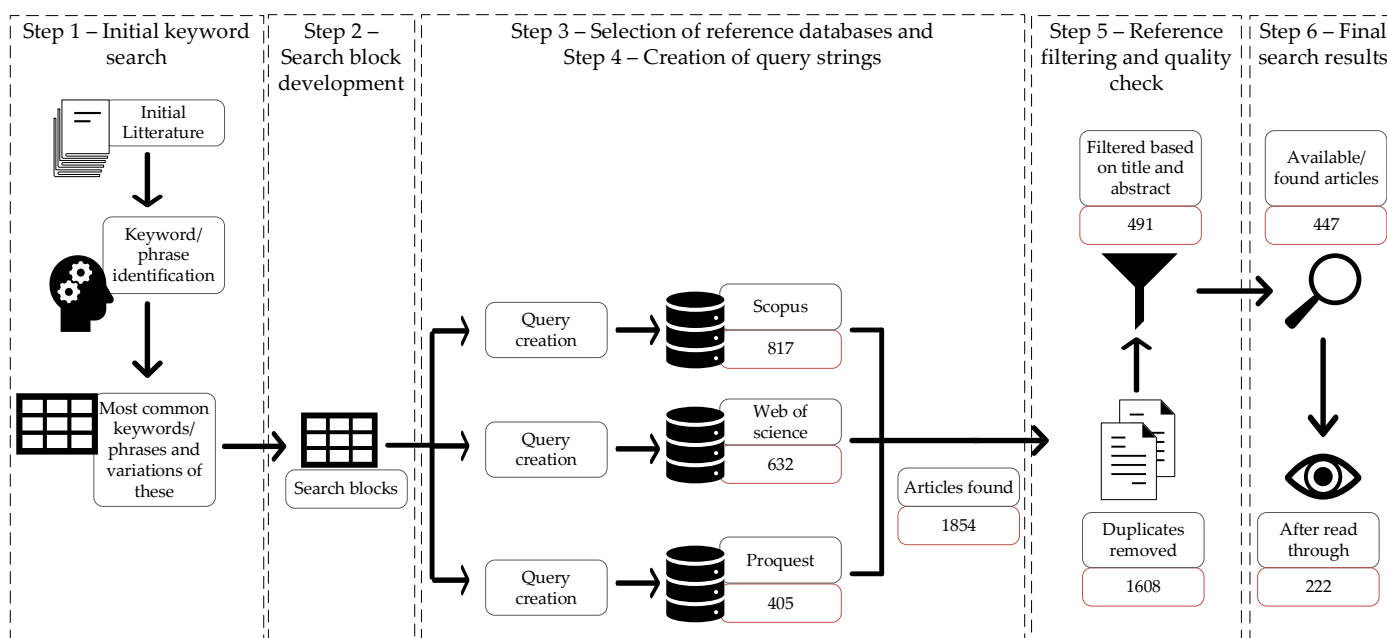 Step 1 – Initial keyword
search
Initial
Litterature
Keyword/
phrase
identification
Most common
keywords/
phrases and
variations of
these
Step 2 –
Search block
development
Search blocks
Step 3 – Selection of reference databases and
Step 4 – Creation of query strings
Query
creation
Scopus
817
Query
creation
Web of
science
632
Query
creation
Proquest
405
Articles found
1854
Step 5 – Reference
filtering and quality
check
Filtered based
on title and
abstract
491
Duplicates
removed
1608
Step 6 – Final
search results
Available/
found articles
447
After read
through
222